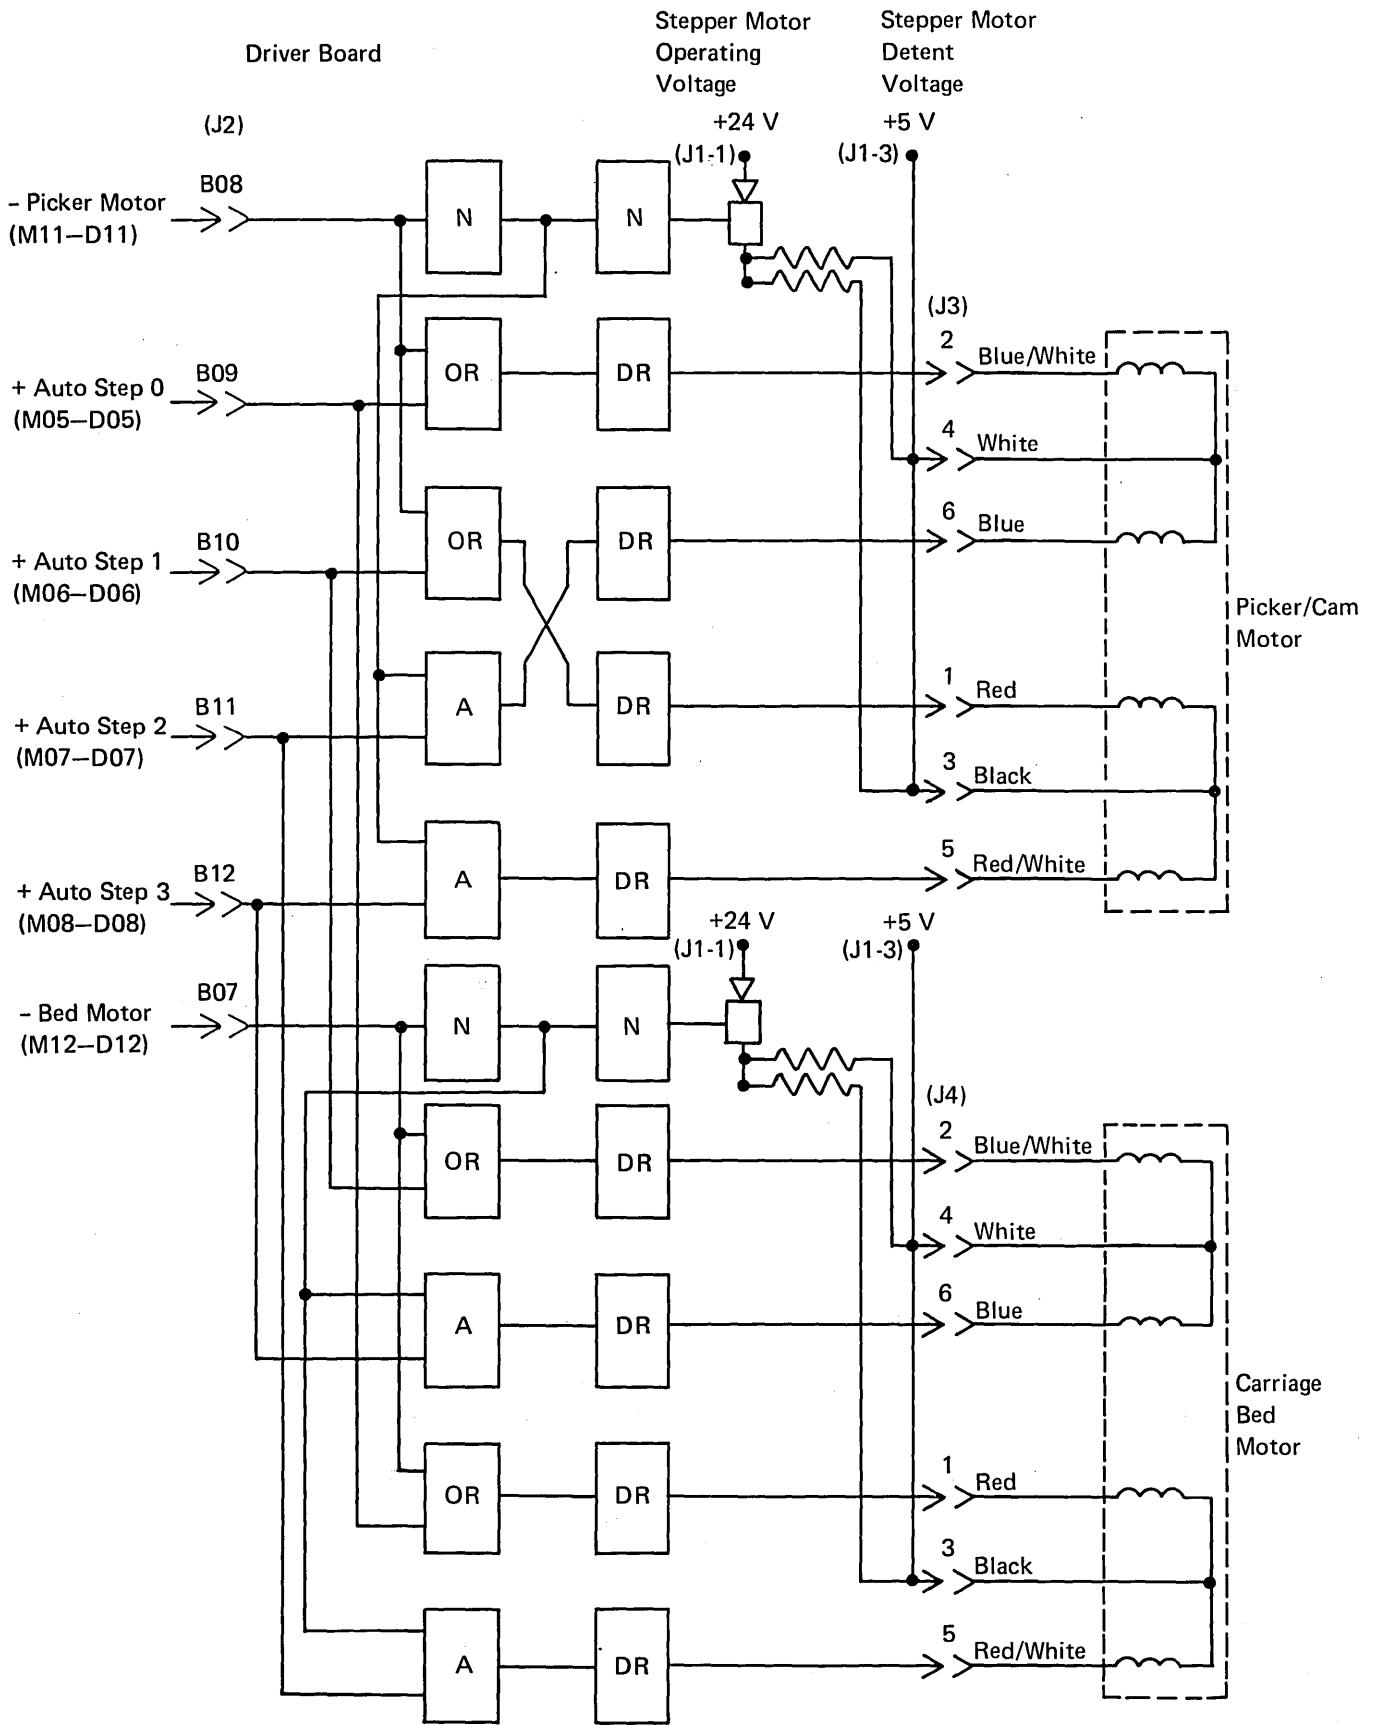 Driver Board
Stepper Motor
Operating
Voltage
+24 V
(J1-1)
Stepper Motor
Detent
Voltage
+5 V
(J1-3)
(J2)
– Picker Motor
(M11—D11)
B08
N
N
(J3)
+ Auto Step 0
(M05—D05)
B09
OR
DR
2
Blue/White
4
White
+ Auto Step 1
(M06—D06)
B10
OR
DR
6
Blue
Picker/Cam
Motor
+ Auto Step 2
(M07—D07)
B11
A
DR
1
Red
3
Black
+ Auto Step 3
(M08—D08)
B12
A
DR
5
Red/White
+24 V
(J1-1)
+5 V
(J1-3)
– Bed Motor
(M12—D12)
B07
N
N
(J4)
OR
DR
2
Blue/White
4
White
A
DR
6
Blue
Carriage
Bed
Motor
OR
DR
1
Red
3
Black
A
DR
5
Red/White